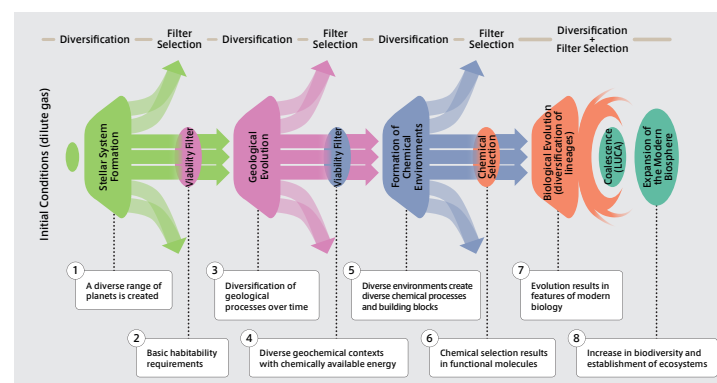 Diversification
Filter
Selection
Diversification
Filter
Selection
Diversification
Filter
Selection
Diversification
+
Filter Selection
Initial Conditions (dilute gas)
Stellar System
Formation
Viability Filter
Geological
Evolution
Viability Filter
Formation of
Chemical
Environments
Chemical
Selection
Biological Evolution
(diversification of
lineages)
Coalescence
(LUCA)
Expansion of
the Modern
Biosphere
1
A diverse range of
planets is created
3
Diversification of
geological
processes over time
5
Diverse environments create
diverse chemical processes
and building blocks
7
Evolution results in
features of modern
biology
2
Basic habitability
requirements
4
Diverse geochemical contexts
with chemically available energy
6
Chemical selection results
in functional molecules
8
Increase in biodiversity and
establishment of ecosystems